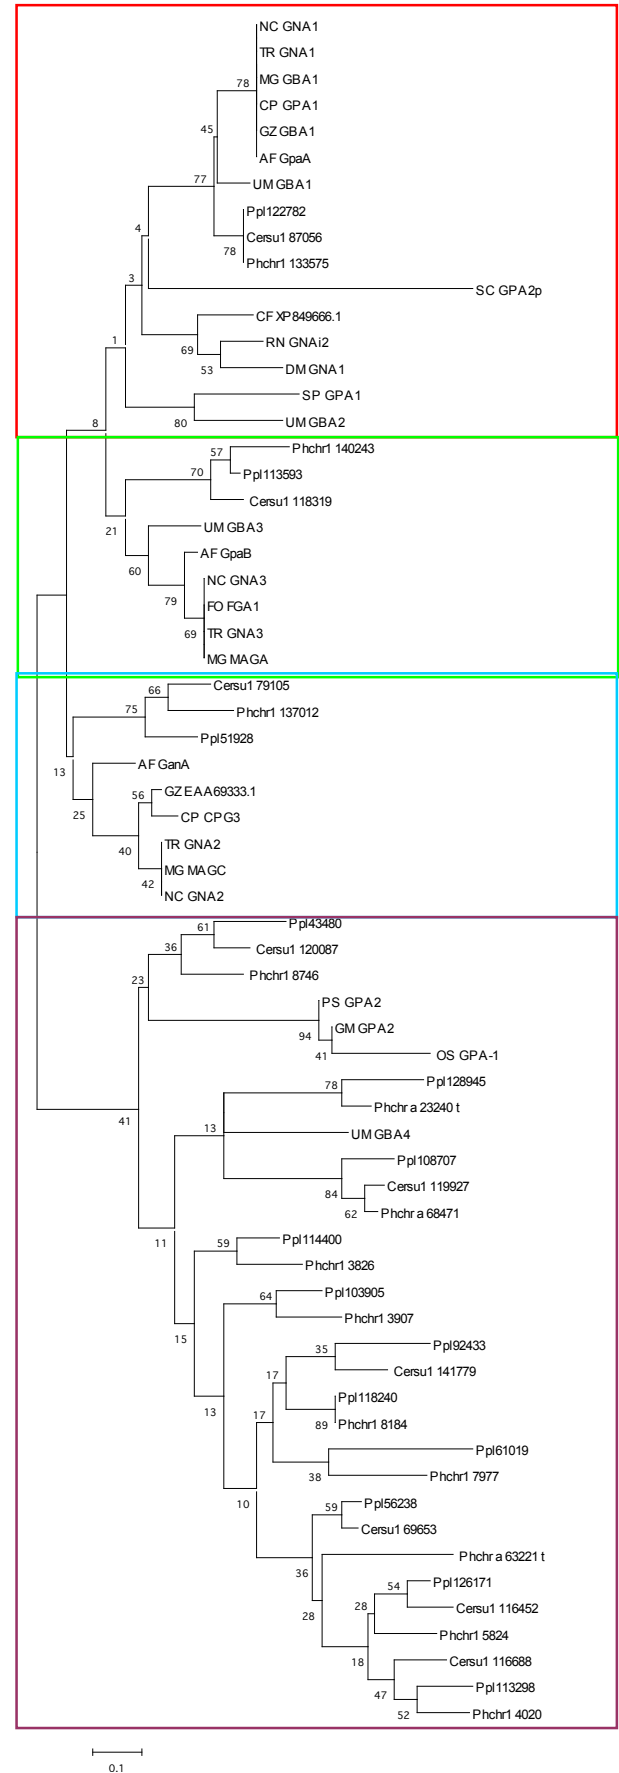 NC GNA1
TR GNA1
78
MG GBA1
CP GPA1
45
GZ GBA1
AF GpaA
77
UM GBA1
Ppl122782
4
Cersu1 87056
78
Phchr1 133575
3
SC GPA2p
CF XP849666.1
1
RN GNAi2
69
53
DM GNA1
SP GPA1
8
80
UM GBA2
57
Phchr1 140243
70
Ppl113593
Cersu1 118319
21
UM GBA3
AF GpaB
60
NC GNA3
79
FO FGA1
69
TR GNA3
MG MAGA
66
Cersu1 79105
75
Phchr1 137012
Ppl51928
13
AF GanA
56
GZ EAA69333.1
25
CP CPG3
40
TR GNA2
MG MAGC
42
NC GNA2
61
Ppl43480
36
Cersu1 120087
23
Phchr1 8746
PS GPA2
94
GM GPA2
41
OS GPA-1
78
Ppl128945
41
Phchr a 23240 t
13
UM GBA4
Ppl108707
84
Cersu1 119927
62
Phchr a 68471
11
59
Ppl114400
Phchr1 3826
64
Ppl103905
15
Phchr1 3907
35
Ppl92433
17
Cersu1 141779
13
17
Ppl118240
89
Phchr1 8184
Ppl61019
38
Phchr1 7977
10
59
Ppl56238
Cersu1 69653
36
Phchr a 63221 t
54
Ppl126171
28
28
Cersu1 116452
Phchr1 5824
18
Cersu1 116688
47
Ppl113298
52
Phchr1 4020
0.1